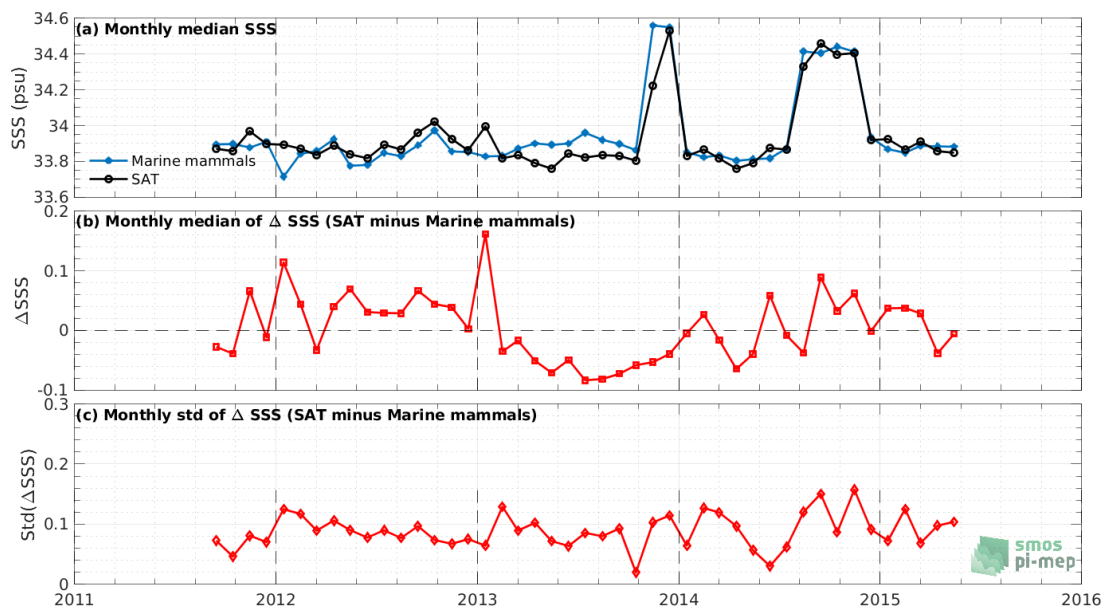 (a) Monthly median SSS
34.6
34.4
34.2
34
33.8
33.6
SSS (psu)
Marine mammals
SAT
(b) Monthly median of Δ SSS (SAT minus Marine mammals)
0.2
0.1
0
-0.1
ΔSSS
(c) Monthly std of Δ SSS (SAT minus Marine mammals)
0.3
0.2
0.1
0
Std(ΔSSS)
2011 2012 2013 2014 2015 2016
smos
pi-mep